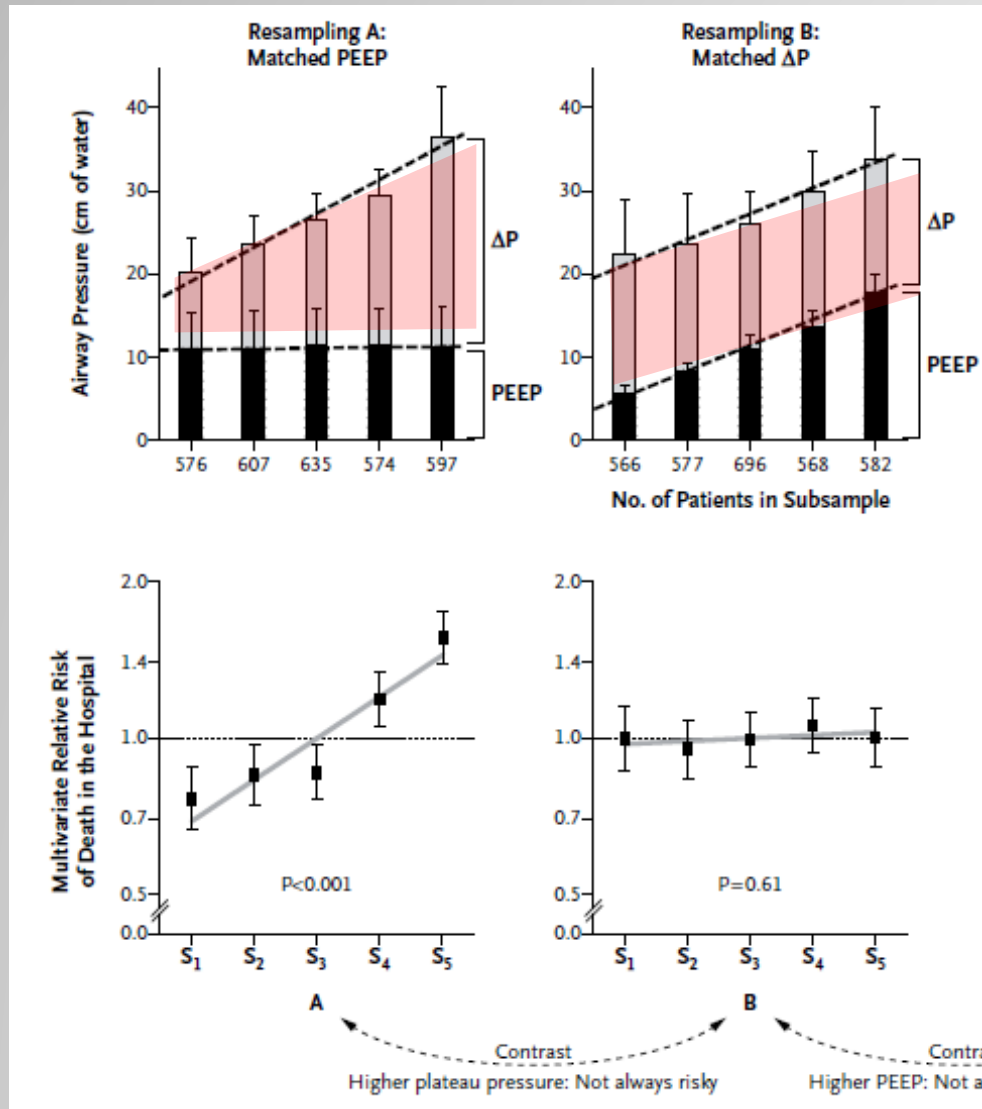 Resampling A:
Matched PEEP
Resampling B:
Matched ΔP
Airway Pressure (cm of water)
40
30
20
10
0
ΔP
PEEP
576 607 635 574 597
40
30
20
10
0
ΔP
PEEP
566 577 696 568 582
No. of Patients in Subsample
Multivariate Relative Risk
of Death in the Hospital
2.0
1.4
1.0
0.7
0.5
0.0
P<0.001
S1 S2 S3 S4 S5
A
2.0
1.4
1.0
0.7
0.5
0.0
P=0.61
S1 S2 S3 S4 S5
B
Contrast
Higher plateau pressure: Not always risky
Contra
Higher PEEP: Not a